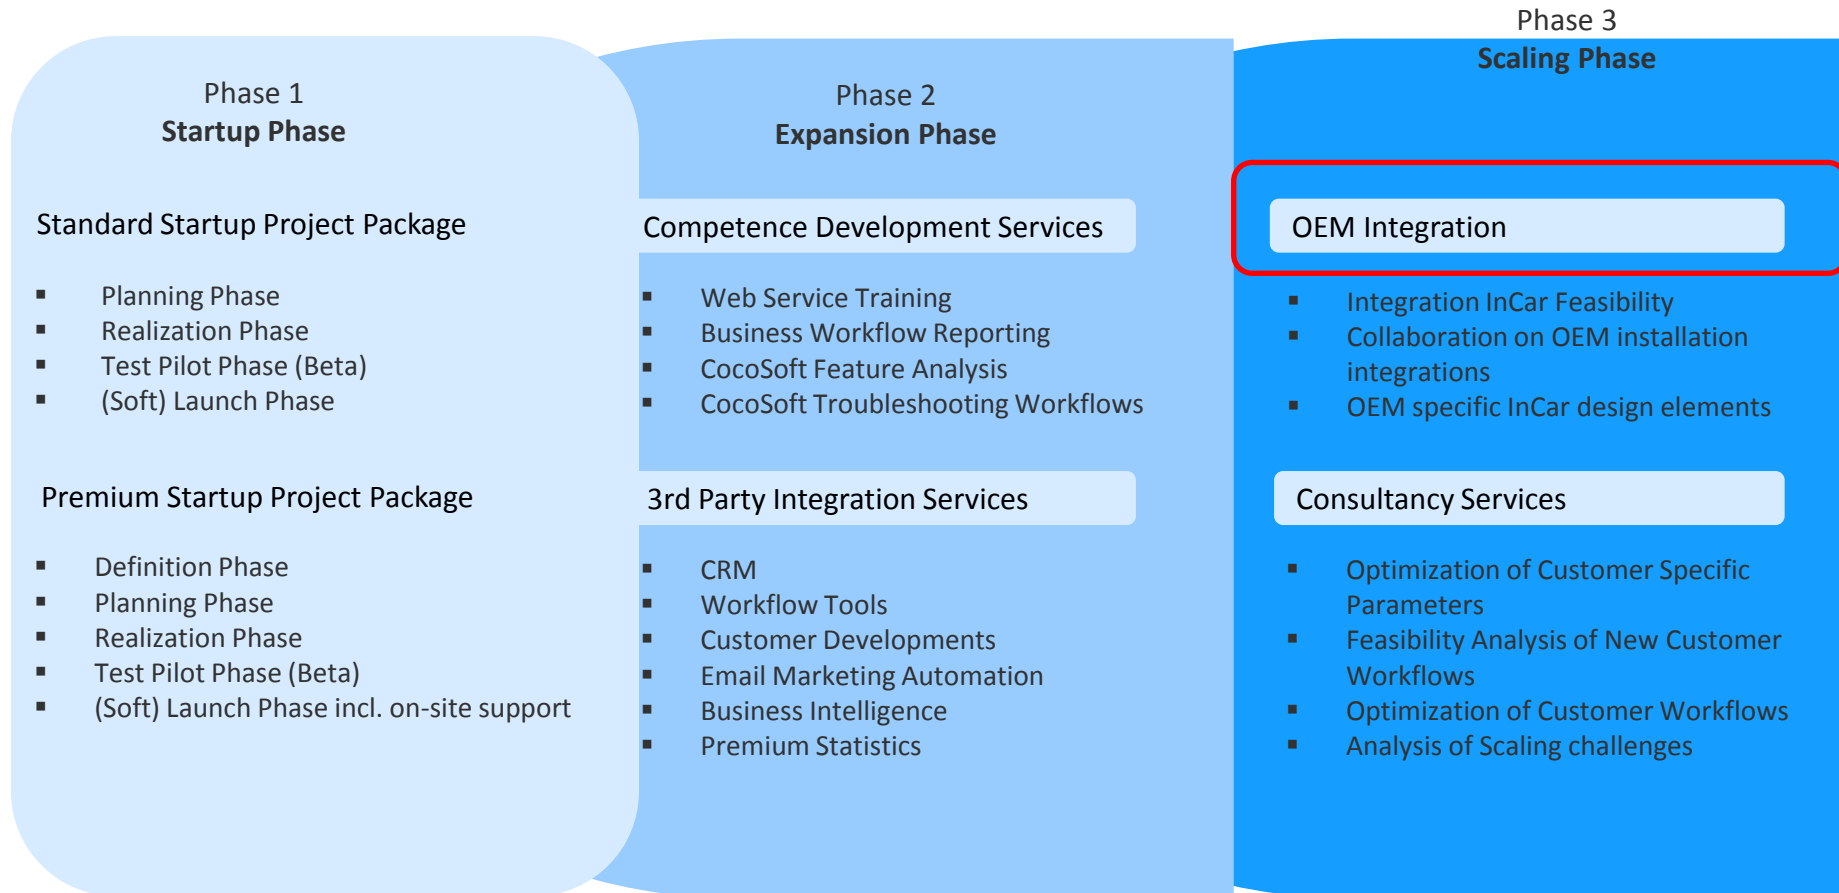 Phase 1
Startup Phase
Standard Startup Project Package
▪ Planning Phase
▪ Realization Phase
▪ Test Pilot Phase (Beta)
▪ (Soft) Launch Phase
Premium Startup Project Package
▪ Definition Phase
▪ Planning Phase
▪ Realization Phase
▪ Test Pilot Phase (Beta)
▪ (Soft) Launch Phase incl. on-site support
Phase 2
Expansion Phase
Competence Development Services
▪ Web Service Training
▪ Business Workflow Reporting
▪ CocoSoft Feature Analysis
▪ CocoSoft Troubleshooting Workflows
3rd Party Integration Services
▪ CRM
▪ Workflow Tools
▪ Customer Developments
▪ Email Marketing Automation
▪ Business Intelligence
▪ Premium Statistics
Phase 3
Scaling Phase
OEM Integration
▪ Integration InCar Feasibility
▪ Collaboration on OEM installation
integrations
▪ OEM specific InCar design elements
Consultancy Services
▪ Optimization of Customer Specific
Parameters
▪ Feasibility Analysis of New Customer
Workflows
▪ Optimization of Customer Workflows
▪ Analysis of Scaling challenges